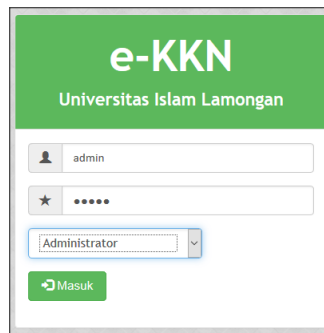 e-KKN
Universitas Islam Lamongan
admin
•••••
Administrator
Masuk